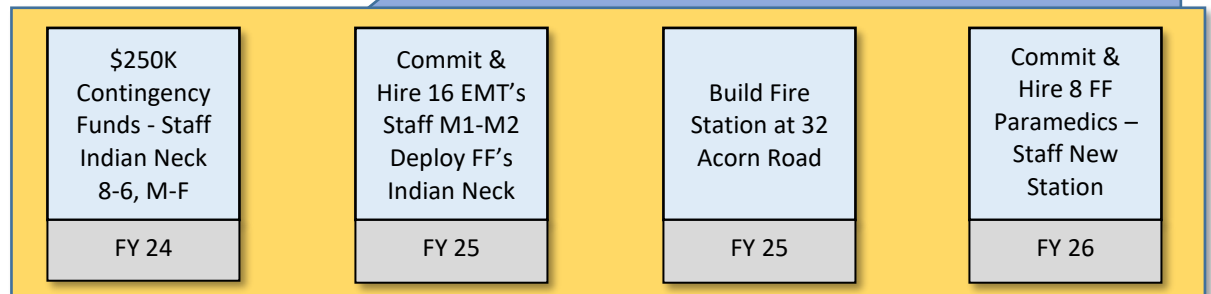 $250K
Contingency
Funds - Staff
Indian Neck
8-6, M-F
FY 24
Commit &
Hire 16 EMT’s
Staff M1-M2
Deploy FF’s
Indian Neck
FY 25
Build Fire
Station at 32
Acorn Road
FY 25
Commit &
Hire 8 FF
Paramedics –
Staff New
Station
FY 26